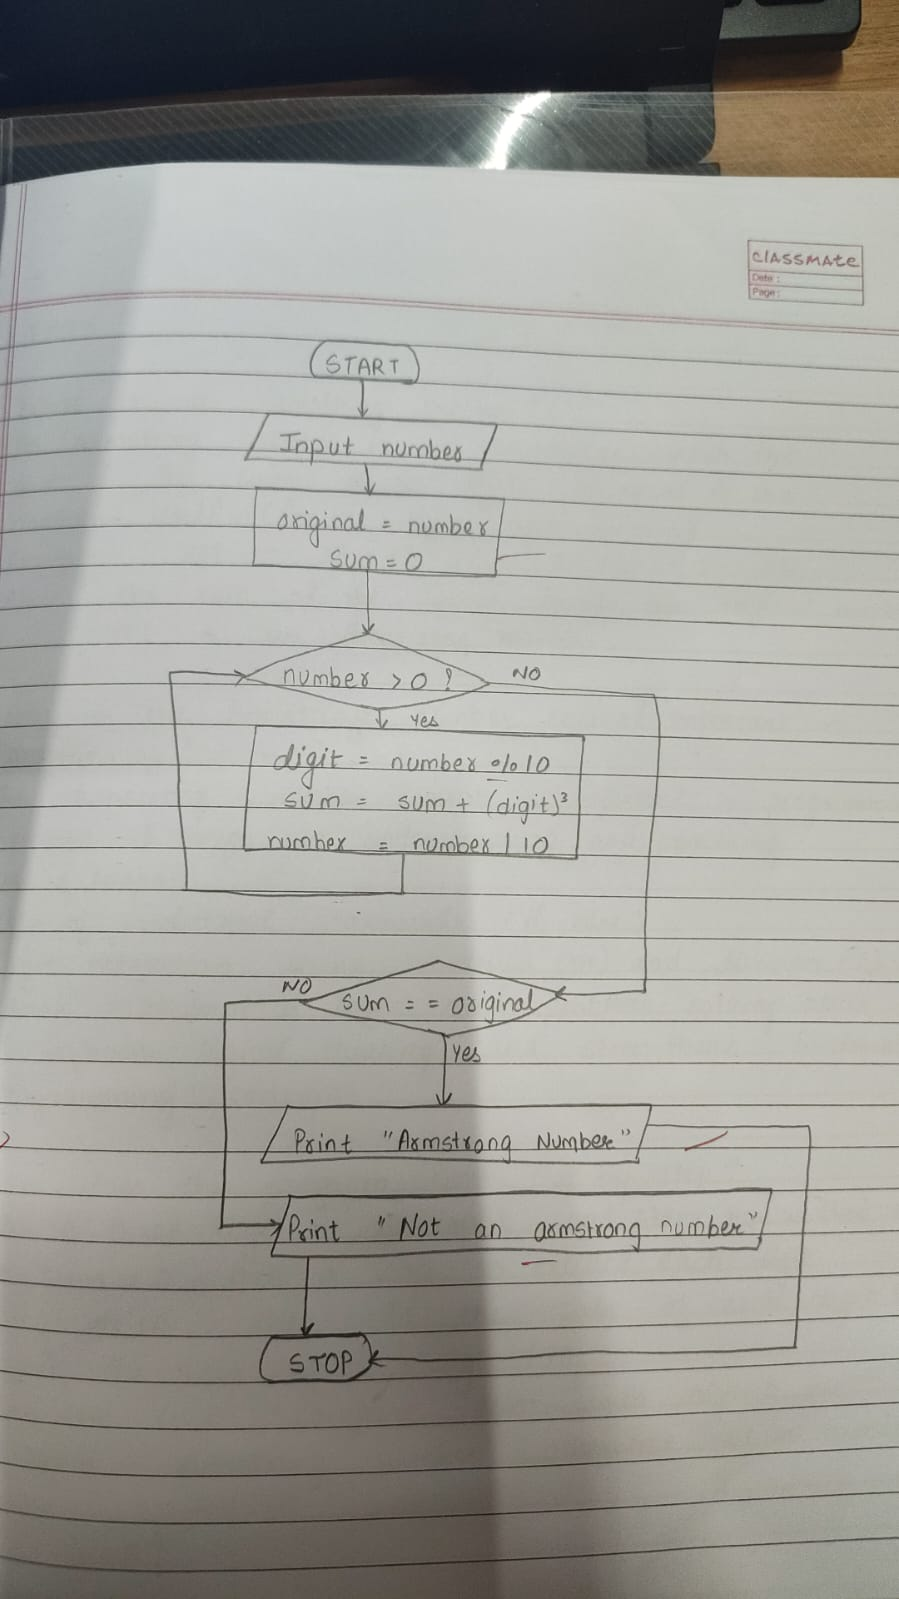 classmate
Date :
Page :
START
Input number
original = number
sum = 0
number > 0 ?
NO
Yes
digit = number % 10
sum = sum + (digit)³
number = number / 10
NO
sum = = original
Yes
Print "Armstrong Number"
Print "Not an armstrong number"
STOP